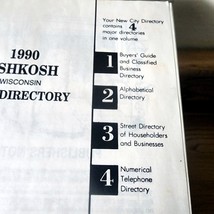 1990
SHKOSH
WISCONSIN
DIRECTORY
Your New City Directory
contains 4
major directories
in one volume
1 Buyers' Guide
and Classified
Business
Directory
2 Alphabetical
Directory
3 Street Directory
of Householders
and Businesses
4 Numerical
Telephone
Directory